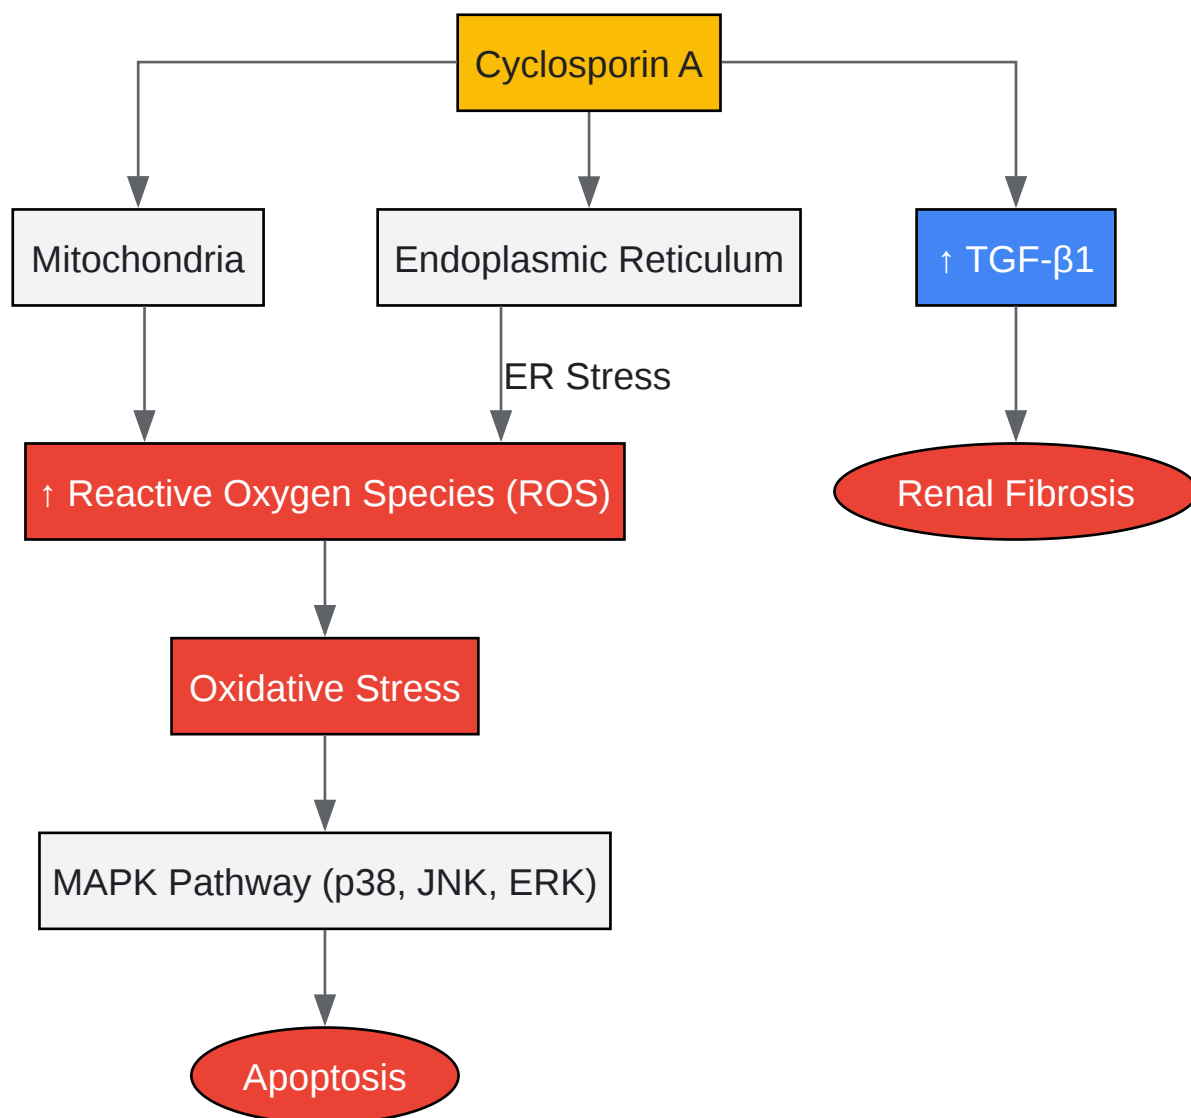 Cyclosporin A
Mitochondria
Endoplasmic Reticulum
↑ TGF-β1
ER Stress
↑ Reactive Oxygen Species (ROS)
Renal Fibrosis
Oxidative Stress
MAPK Pathway (p38, JNK, ERK)
Apoptosis